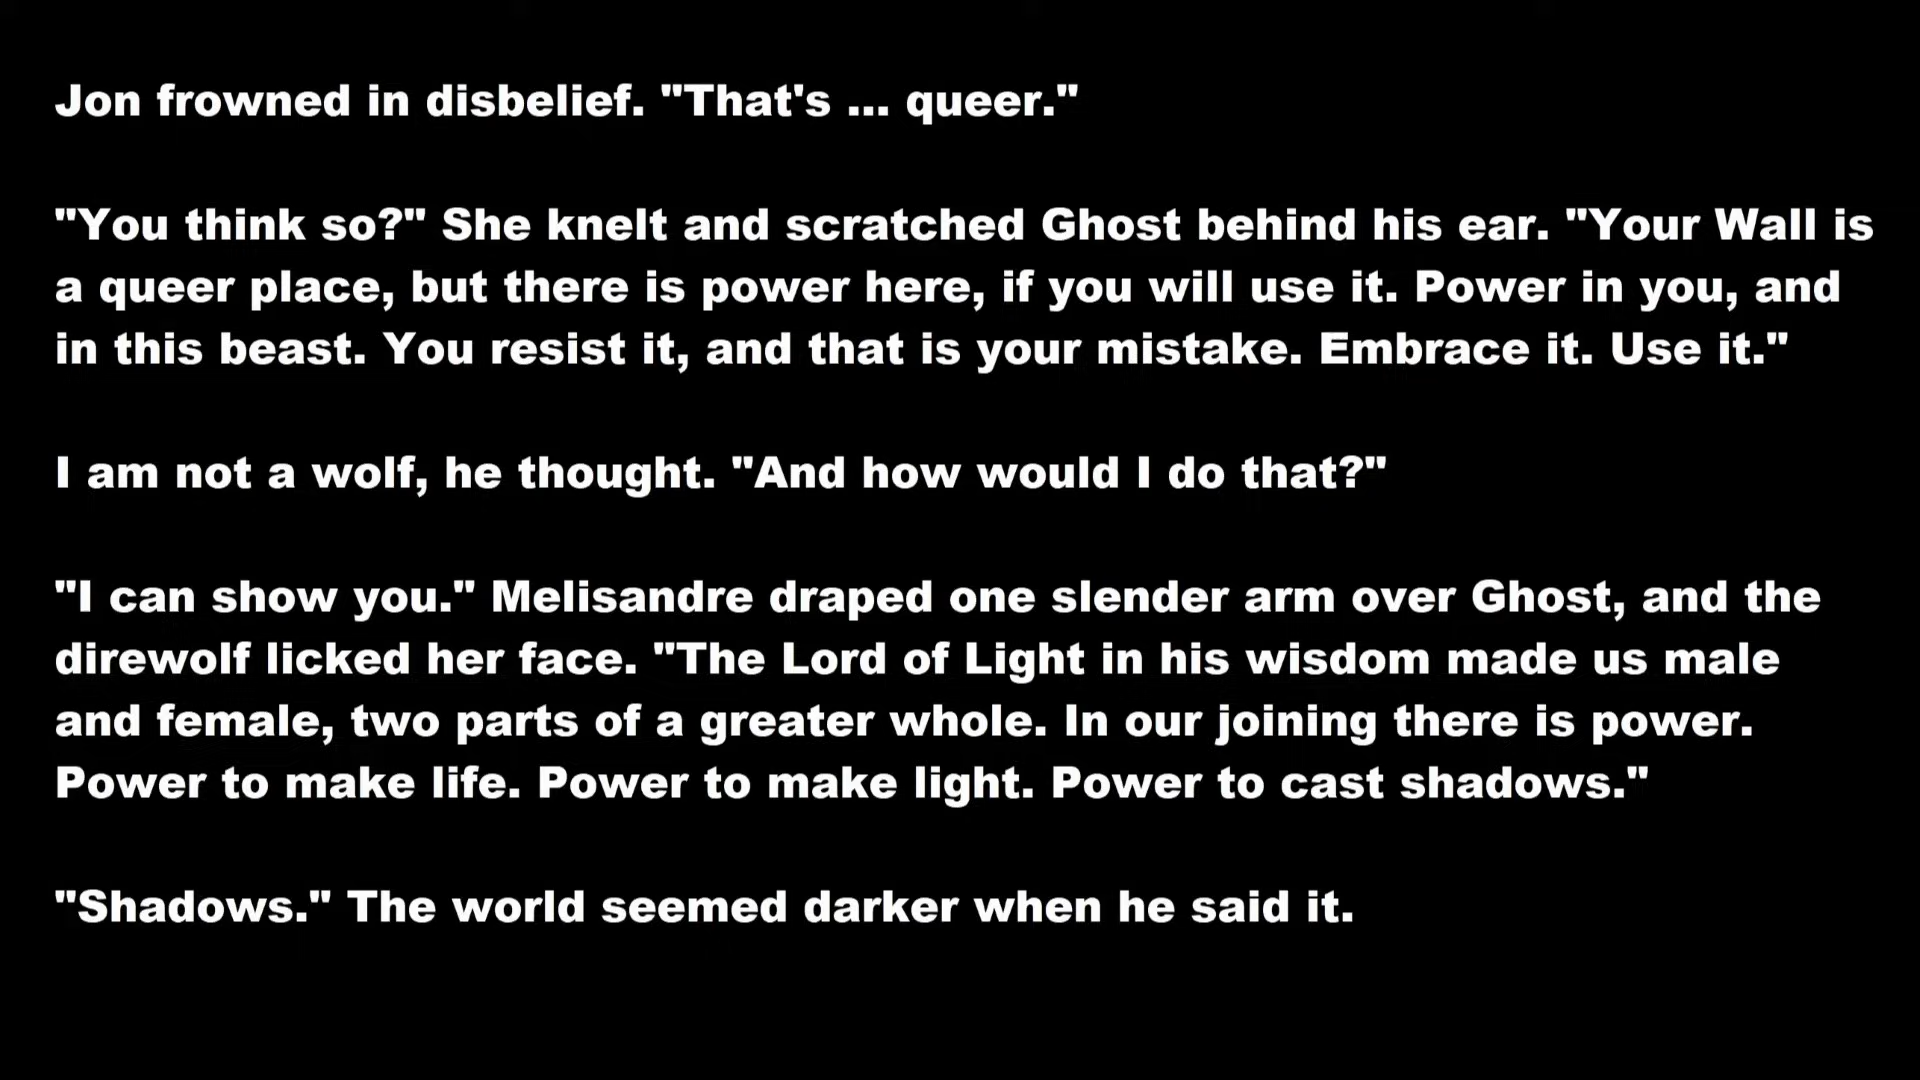 Jon frowned in disbelief. "That's ... queer."
"You think so?" She knelt and scratched Ghost behind his ear. "Your Wall is
a queer place, but there is power here, if you will use it. Power in you, and
in this beast. You resist it, and that is your mistake. Embrace it. Use it."
I am not a wolf, he thought. "And how would I do that?"
"I can show you." Melisandre draped one slender arm over Ghost, and the
direwolf licked her face. "The Lord of Light in his wisdom made us male
and female, two parts of a greater whole. In our joining there is power.
Power to make life. Power to make light. Power to cast shadows."
"Shadows." The world seemed darker when he said it.